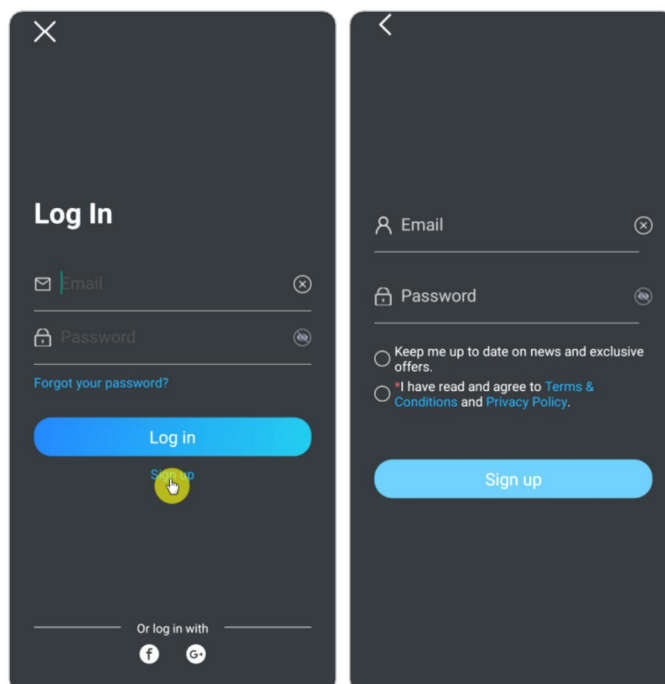 Log In
Email
Password
Forgot your password?
Log in
Sign up
Or log in with
f
G+
Email
Password
Keep me up to date on news and exclusive
offers.
*I have read and agree to Terms &
Conditions and Privacy Policy.
Sign up